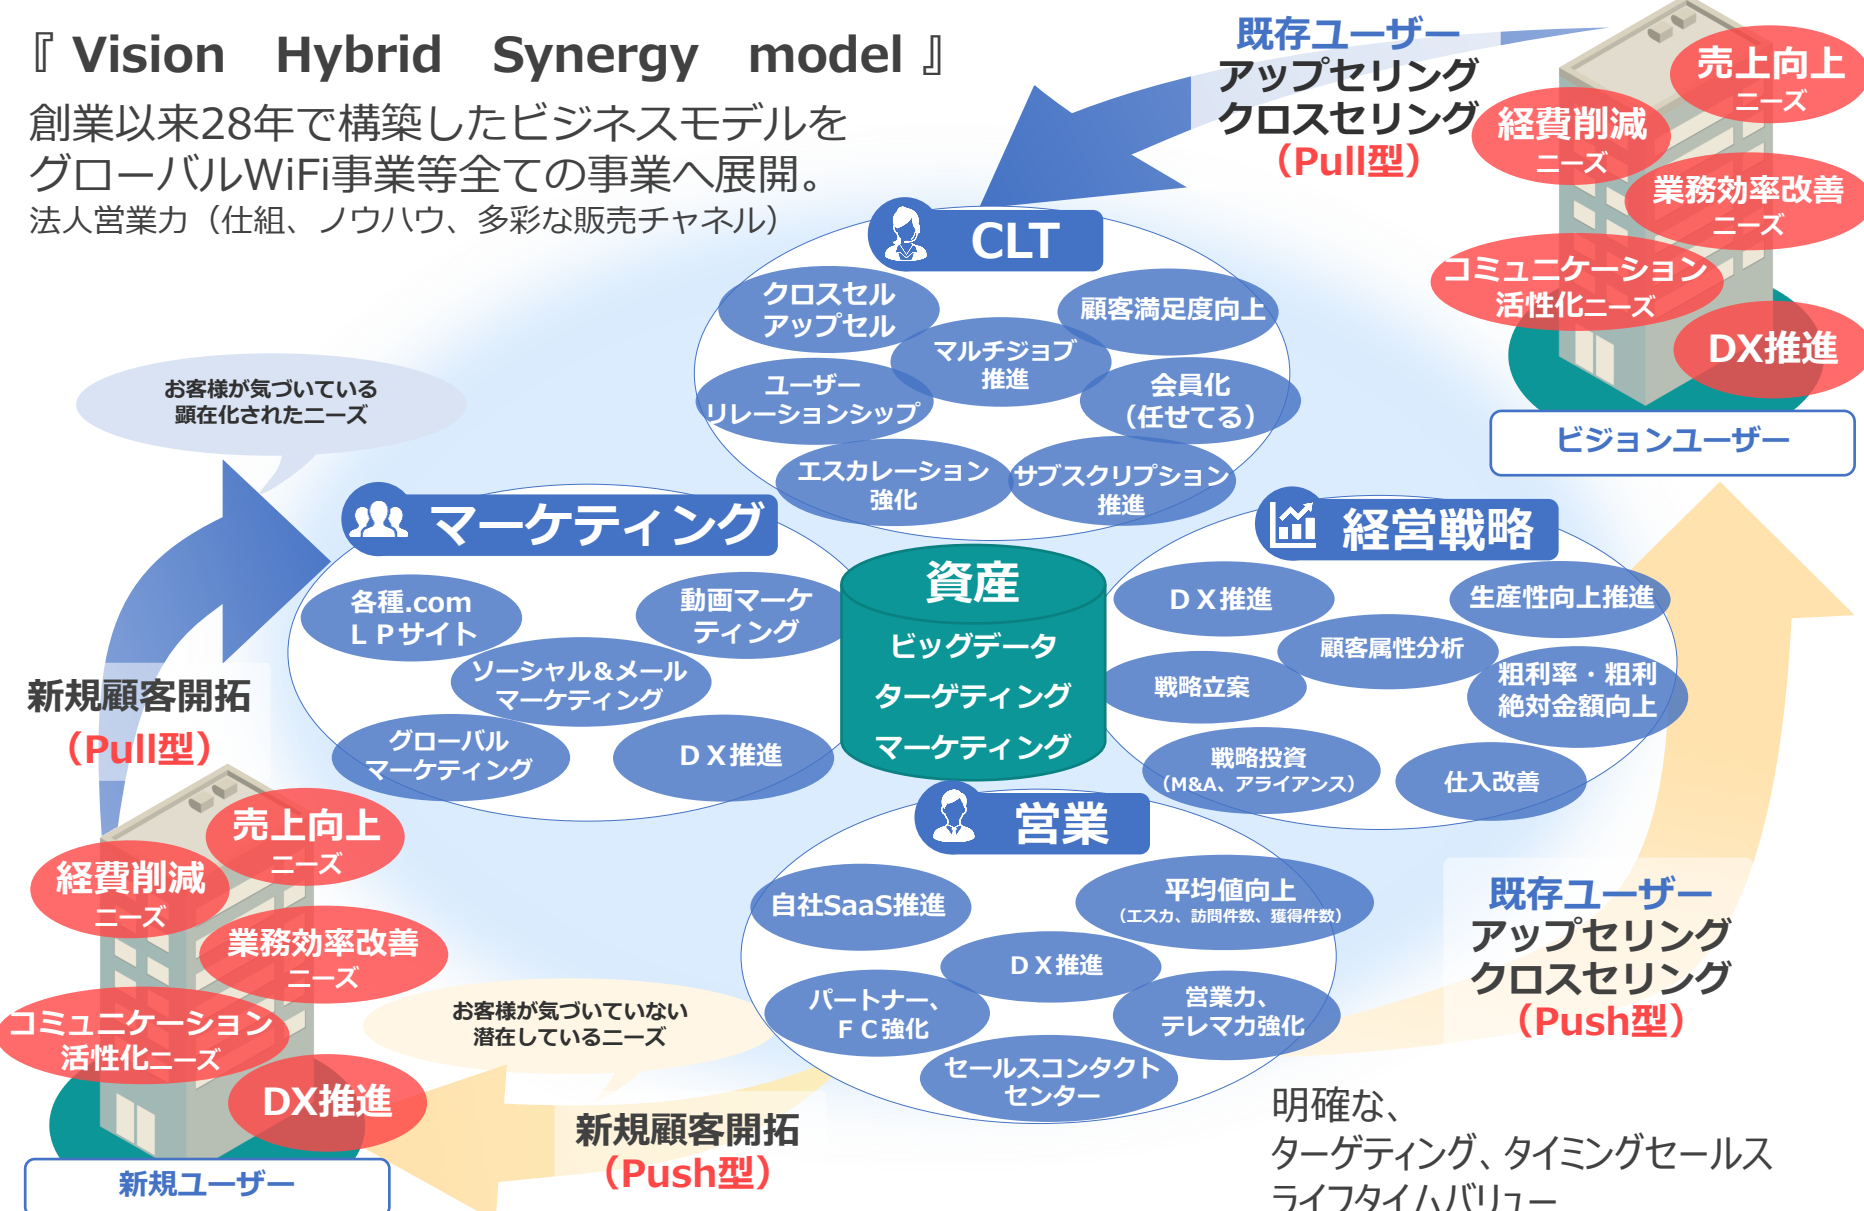 『 Vision Hybrid Synergy model 』
創業以来28年で構築したビジネスモデルを
グローバルWiFi事業等全ての事業へ展開。
法人営業力（仕組、ノウハウ、多彩な販売チャネル）
既存ユーザー
アップセリング
クロスセリング
（Pull型）
売上向上
ニーズ
経費削減
ニーズ
業務効率改善
ニーズ
コミュニケーション
活性化ニーズ
DX推進
ビジョンユーザー
CLT
クロスセル
アップセル
顧客満足度向上
マルチジョブ
推進
ユーザー
リレーションシップ
会員化
（任せてる）
エスカレーション
強化
サブスクリプション
推進
お客様が気づいている
顕在化されたニーズ
マーケティング
各種.com
ＬＰサイト
動画マーケ
ティング
ソーシャル＆メール
マーケティング
グローバル
マーケティング
ＤＸ推進
資産
ビッグデータ
ターゲティング
マーケティング
経営戦略
ＤＸ推進
生産性向上推進
顧客属性分析
戦略立案
粗利率・粗利
絶対金額向上
戦略投資
（M&A、アライアンス）
仕入改善
新規顧客開拓
（Pull型）
売上向上
ニーズ
経費削減
ニーズ
業務効率改善
ニーズ
コミュニケーション
活性化ニーズ
DX推進
新規ユーザー
営業
自社SaaS推進
平均値向上
（エスカ、訪問件数、獲得件数）
ＤＸ推進
パートナー、
ＦＣ強化
営業力、
テレマカ強化
セールスコンタクト
センター
お客様が気づいていない
潜在しているニーズ
新規顧客開拓
（Push型）
既存ユーザー
アップセリング
クロスセリング
（Push型）
明確な、
ターゲティング、タイミングセールス
ライフタイムバリュー